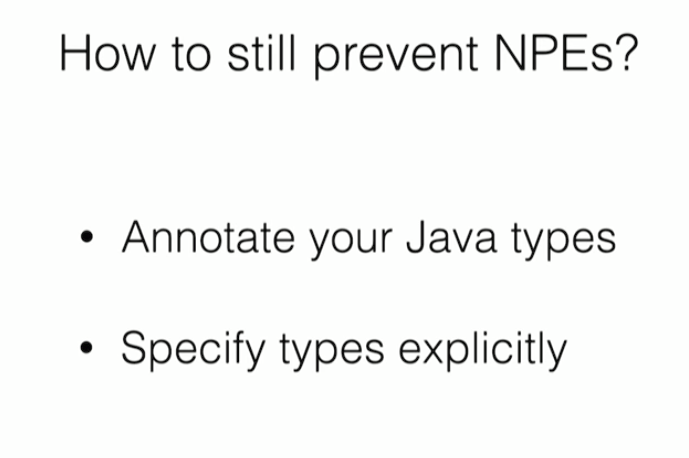 How to still prevent NPEs?
• Annotate your Java types
• Specify types explicitly